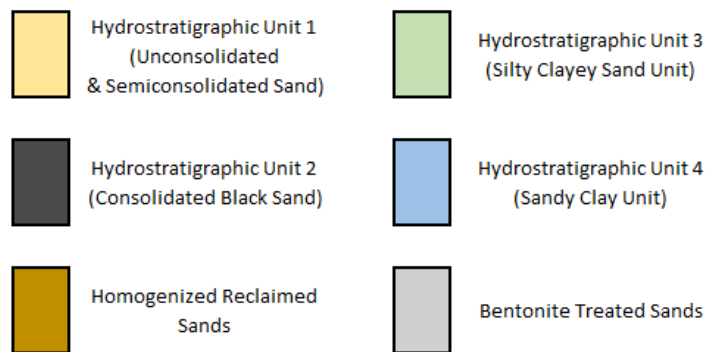 Hydrostratigraphic Unit 1
(Unconsolidated
& Semiconsolidated Sand)
Hydrostratigraphic Unit 3
(Silty Clayey Sand Unit)
Hydrostratigraphic Unit 2
(Consolidated Black Sand)
Hydrostratigraphic Unit 4
(Sandy Clay Unit)
Homogenized Reclaimed
Sands
Bentonite Treated Sands